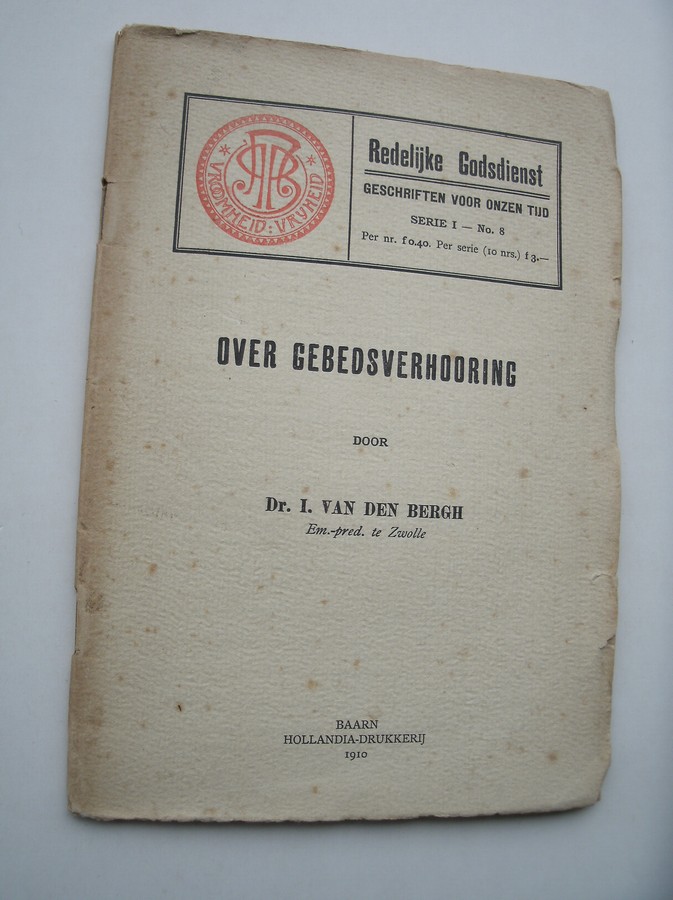 VROOMHEID: VRYHEID
Redelijke Godsdienst
GESCHRIFTEN VOOR ONZEN TIJD
SERIE I — No. 8
Per nr. f 0.40. Per serie (10 nrs.) f 3.—
OVER GEBEDSVERHOORING
DOOR
Dr. I. VAN DEN BERGH
Em.-pred. te Zwolle
BAARN
HOLLANDIA-DRUKKERIJ
1910